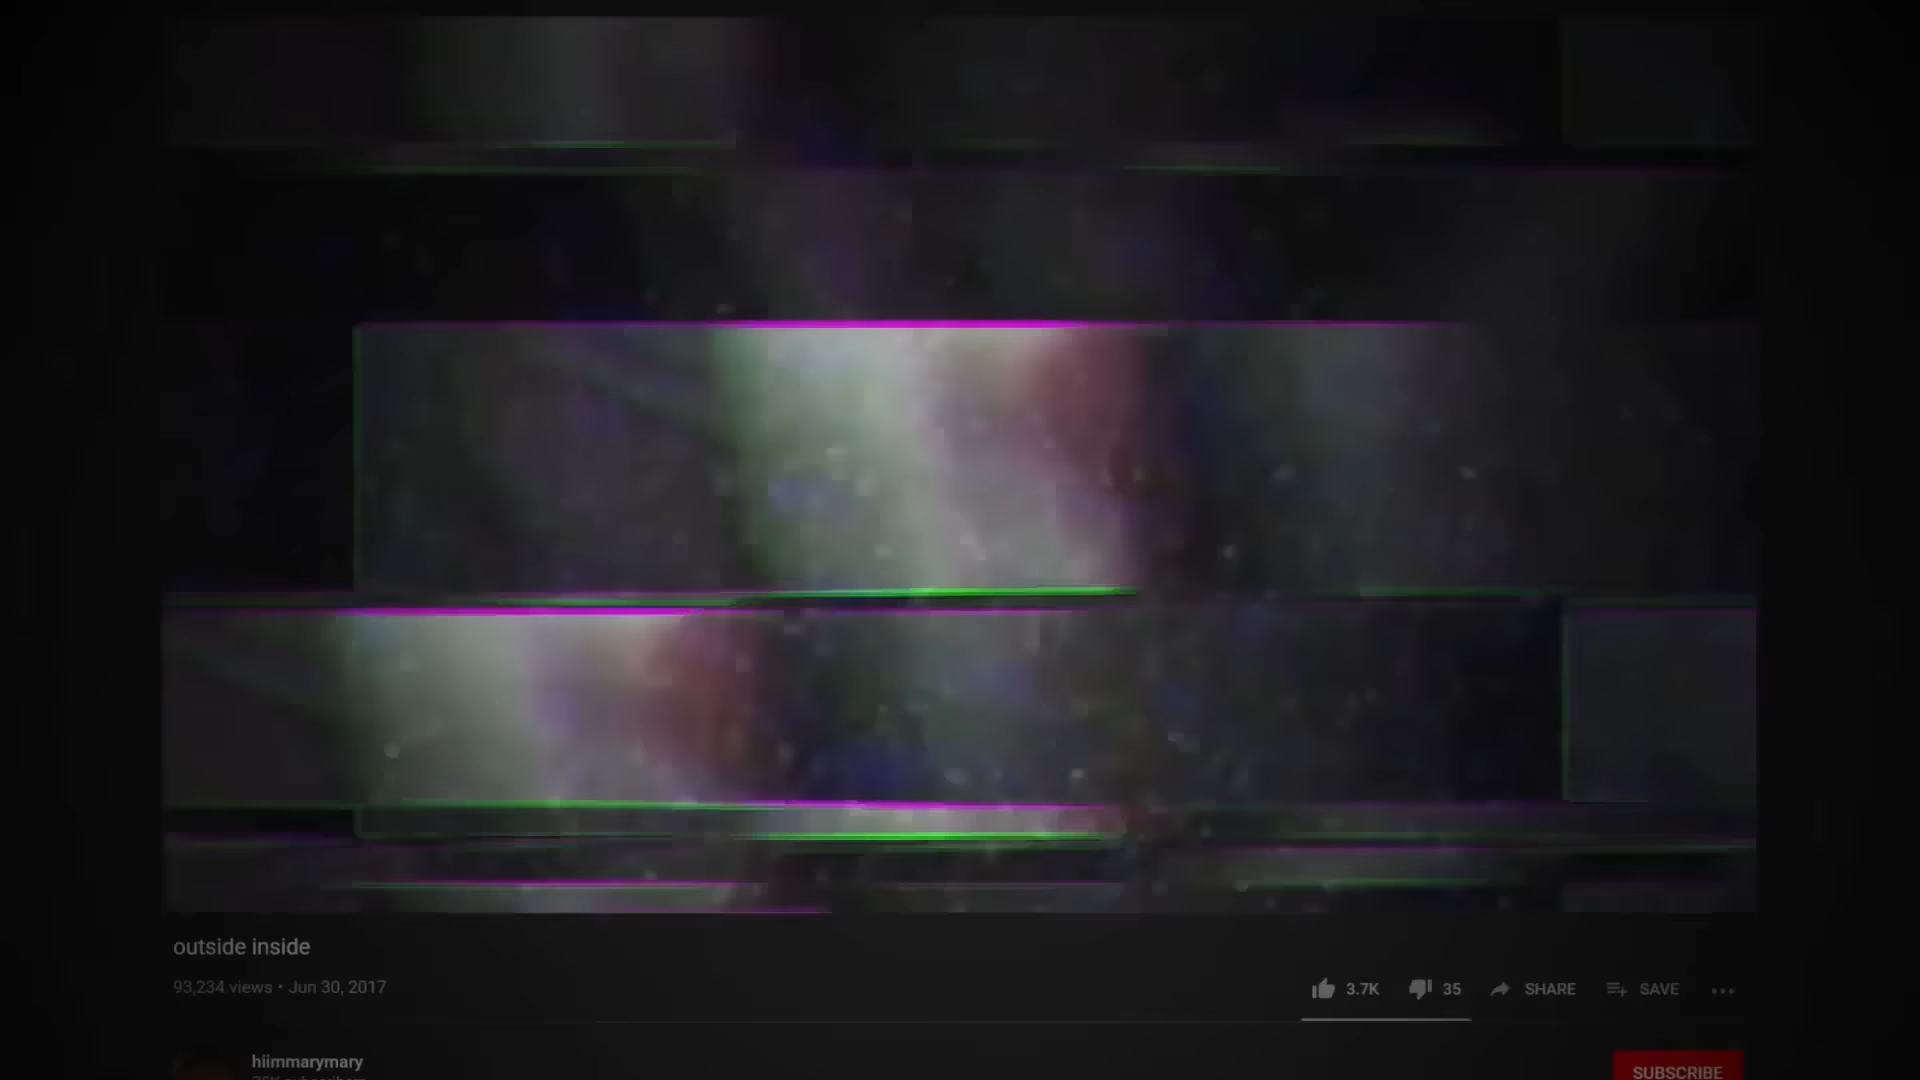 outside inside
93,234 views • Jun 30, 2017
3.7K
35
SHARE
SAVE
hiimmarymary
SUBSCRIBE